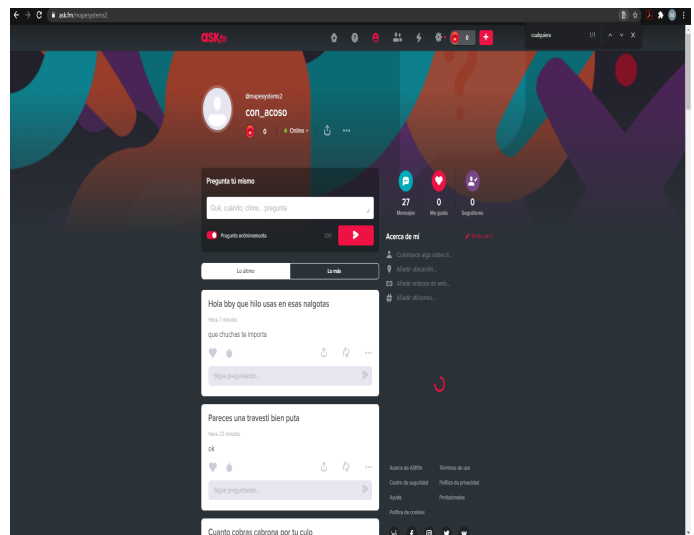 ask.fm/mapesystems2
cualquiera 1/1
ASKfm
0
@mapesystems2
con_acoso
0 Online
Pregunta tú mismo
Qué, cuándo, cómo... pregunta
Pregunta anónimamente
300
27
Mensajes
0
Me gusta
0
Seguidores
Acerca de mí
Cuéntanos algo sobre ti...
Añadir ubicación...
Añadir enlaces de web...
Añadir aficiones...
Lo último
Lo más
Hola bby que hilo usas en esas nalgotas
Hace 7 minutos
que chuchas te importa
Sigue preguntando...
Pareces una travesti bien puta
Hace 22 minutos
ok
Sigue preguntando...
Cuanto cobras cabrona por tu culo
Acerca de ASKfm
Términos de uso
Centro de seguridad
Política de privacidad
Ayuda
Profesionales
Política de cookies